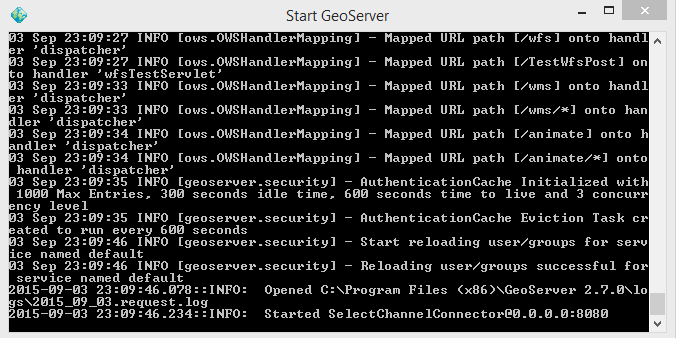 Start GeoServer
03 Sep 23:09:27 INFO [ows.OWSHandlerMapping] - Mapped URL path [/wfs] onto handl
er 'dispatcher'
03 Sep 23:09:27 INFO [ows.OWSHandlerMapping] - Mapped URL path [/TestWfsPost] on
to handler 'wfsTestServlet'
03 Sep 23:09:33 INFO [ows.OWSHandlerMapping] - Mapped URL path [/wms] onto handl
er 'dispatcher'
03 Sep 23:09:33 INFO [ows.OWSHandlerMapping] - Mapped URL path [/wms/*] onto han
dler 'dispatcher'
03 Sep 23:09:34 INFO [ows.OWSHandlerMapping] - Mapped URL path [/animate] onto h
andler 'dispatcher'
03 Sep 23:09:34 INFO [ows.OWSHandlerMapping] - Mapped URL path [/animate/*] onto
 handler 'dispatcher'
03 Sep 23:09:35 INFO [geoserver.security] - AuthenticationCache Initialized with
 1000 Max Entries, 300 seconds idle time, 600 seconds time to live and 3 concurr
ency level
03 Sep 23:09:35 INFO [geoserver.security] - AuthenticationCache Eviction Task cr
eated to run every 600 seconds
03 Sep 23:09:46 INFO [geoserver.security] - Start reloading user/groups for serv
ice named default
03 Sep 23:09:46 INFO [geoserver.security] - Reloading user/groups successful for
 service named default
2015-09-03 23:09:46.078::INFO:  Opened C:\Program Files (x86)\GeoServer 2.7.0\lo
gs\2015_09_03.request.log
2015-09-03 23:09:46.234::INFO:  Started SelectChannelConnector@0.0.0.0:8080